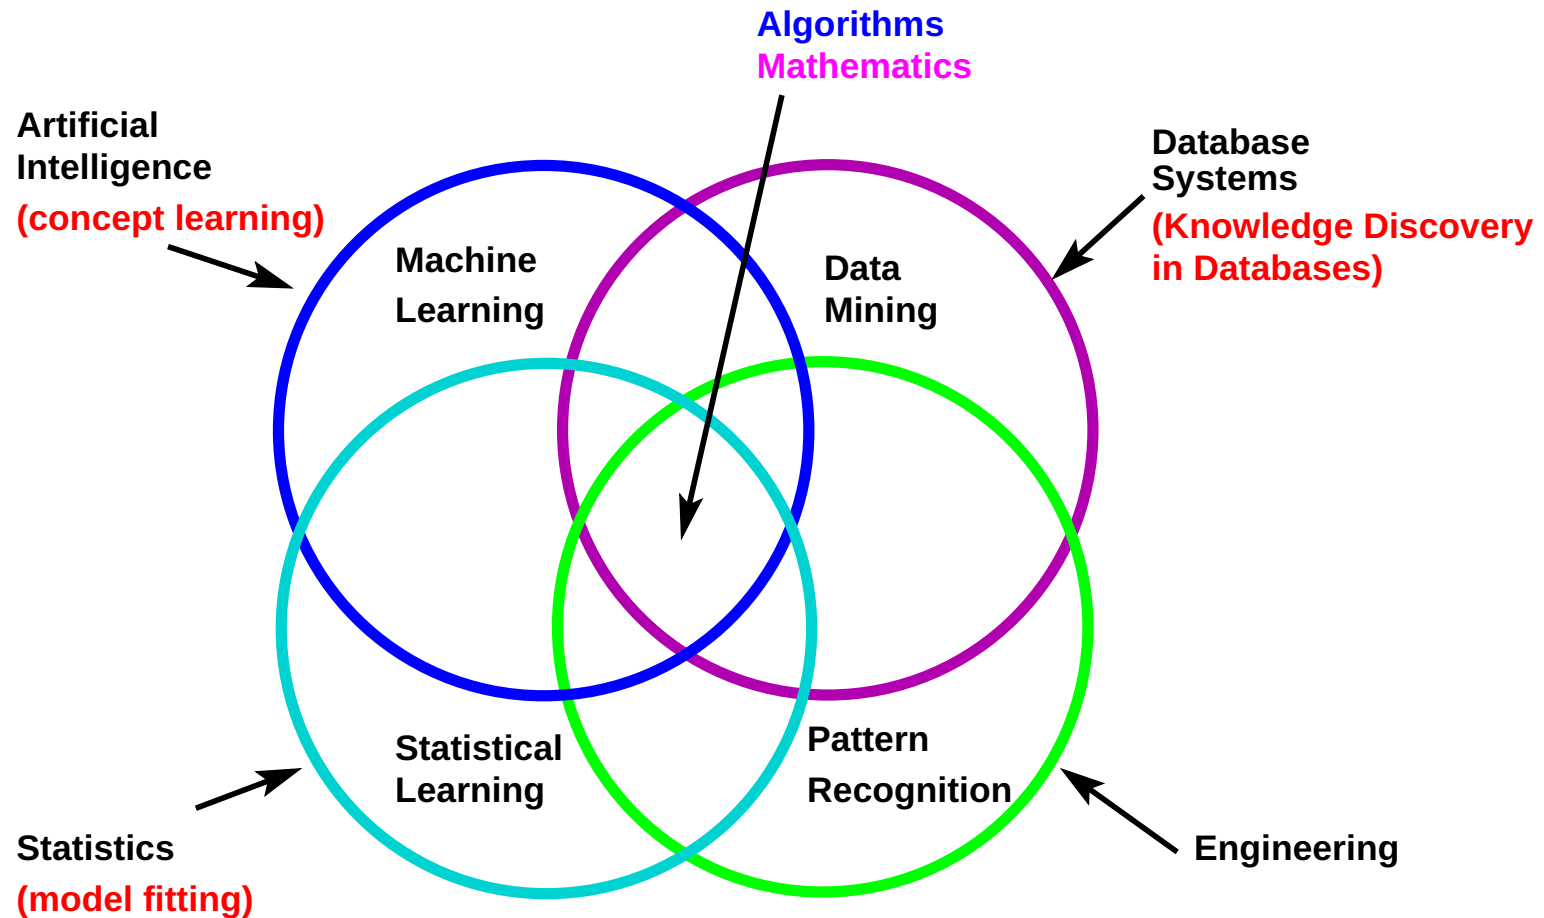 Algorithms
Mathematics
Artificial
Intelligence
(concept learning)
Database
Systems
(Knowledge Discovery
in Databases)
Machine
Learning
Data
Mining
Statistical
Learning
Pattern
Recognition
Statistics
(model fitting)
Engineering